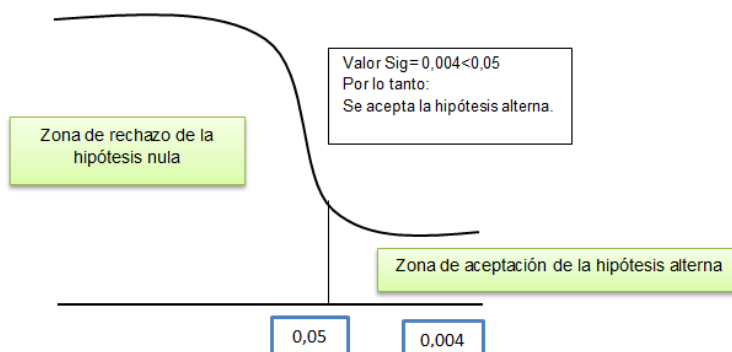 Valor Sig= 0,004<0,05
Por lo tanto:
Se acepta la hipótesis alterna.
Zona de rechazo de la
hipótesis nula
Zona de aceptación de la hipótesis alterna
0,05
0,004